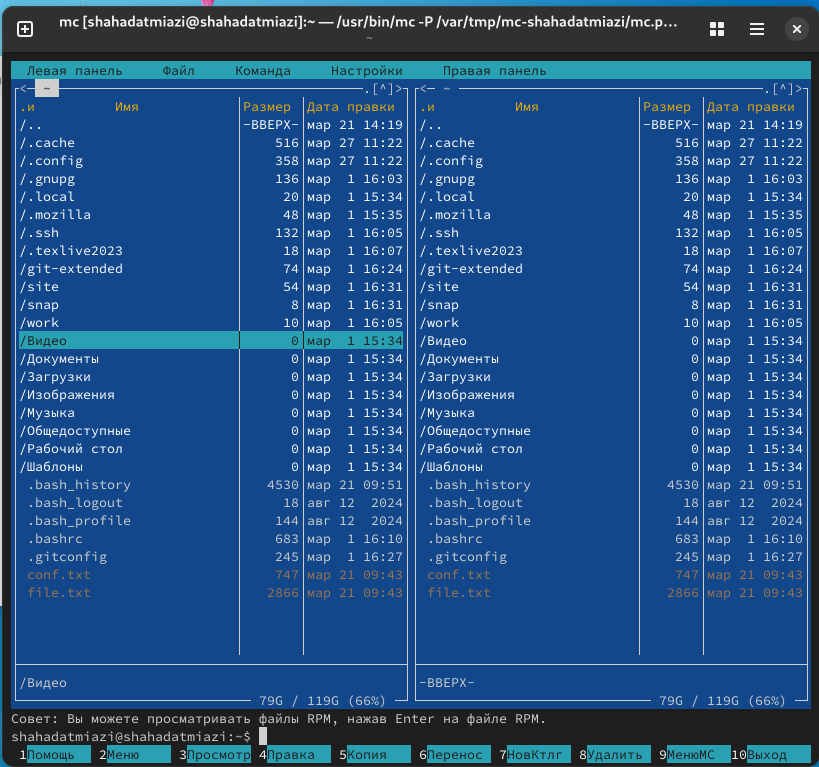 mc [shahadatmiazi@shahadatmiazi]:~ — /usr/bin/mc -P /var/tmp/mc-shahadatmiazi/mc.p…
~
Левая панель Файл Команда Настройки Правая панель
<— ~ .[^]> <— ~ .[^]>
.и Имя Размер Дата правки .и Имя Размер Дата правки
/.. -ВВЕРХ- мар 21 14:19 /.. -ВВЕРХ- мар 21 14:19
/.cache 516 мар 27 11:22 /.cache 516 мар 27 11:22
/.config 358 мар 27 11:22 /.config 358 мар 27 11:22
/.gnupg 136 мар 1 16:03 /.gnupg 136 мар 1 16:03
/.local 20 мар 1 15:34 /.local 20 мар 1 15:34
/.mozilla 48 мар 1 15:35 /.mozilla 48 мар 1 15:35
/.ssh 132 мар 1 16:05 /.ssh 132 мар 1 16:05
/.texlive2023 18 мар 1 16:07 /.texlive2023 18 мар 1 16:07
/git-extended 74 мар 1 16:24 /git-extended 74 мар 1 16:24
/site 54 мар 1 16:31 /site 54 мар 1 16:31
/snap 8 мар 1 16:31 /snap 8 мар 1 16:31
/work 10 мар 1 16:05 /work 10 мар 1 16:05
/Видео 0 мар 1 15:34 /Видео 0 мар 1 15:34
/Документы 0 мар 1 15:34 /Документы 0 мар 1 15:34
/Загрузки 0 мар 1 15:34 /Загрузки 0 мар 1 15:34
/Изображения 0 мар 1 15:34 /Изображения 0 мар 1 15:34
/Музыка 0 мар 1 15:34 /Музыка 0 мар 1 15:34
/Общедоступные 0 мар 1 15:34 /Общедоступные 0 мар 1 15:34
/Рабочий стол 0 мар 1 15:34 /Рабочий стол 0 мар 1 15:34
/Шаблоны 0 мар 1 15:34 /Шаблоны 0 мар 1 15:34
.bash_history 4530 мар 21 09:51 .bash_history 4530 мар 21 09:51
.bash_logout 18 авг 12 2024 .bash_logout 18 авг 12 2024
.bash_profile 144 авг 12 2024 .bash_profile 144 авг 12 2024
.bashrc 683 мар 1 16:10 .bashrc 683 мар 1 16:10
.gitconfig 245 мар 1 16:27 .gitconfig 245 мар 1 16:27
conf.txt 747 мар 21 09:43 conf.txt 747 мар 21 09:43
file.txt 2866 мар 21 09:43 file.txt 2866 мар 21 09:43
/Видео -ВВЕРХ-
79G / 119G (66%) 79G / 119G (66%)
Совет: Вы можете просматривать файлы RPM, нажав Enter на файле RPM.
shahadatmiazi@shahadatmiazi:~$
1Помощь 2Меню 3Просмотр 4Правка 5Копия 6Перенос 7НовКтлг 8Удалить 9МенюМС 10Выход